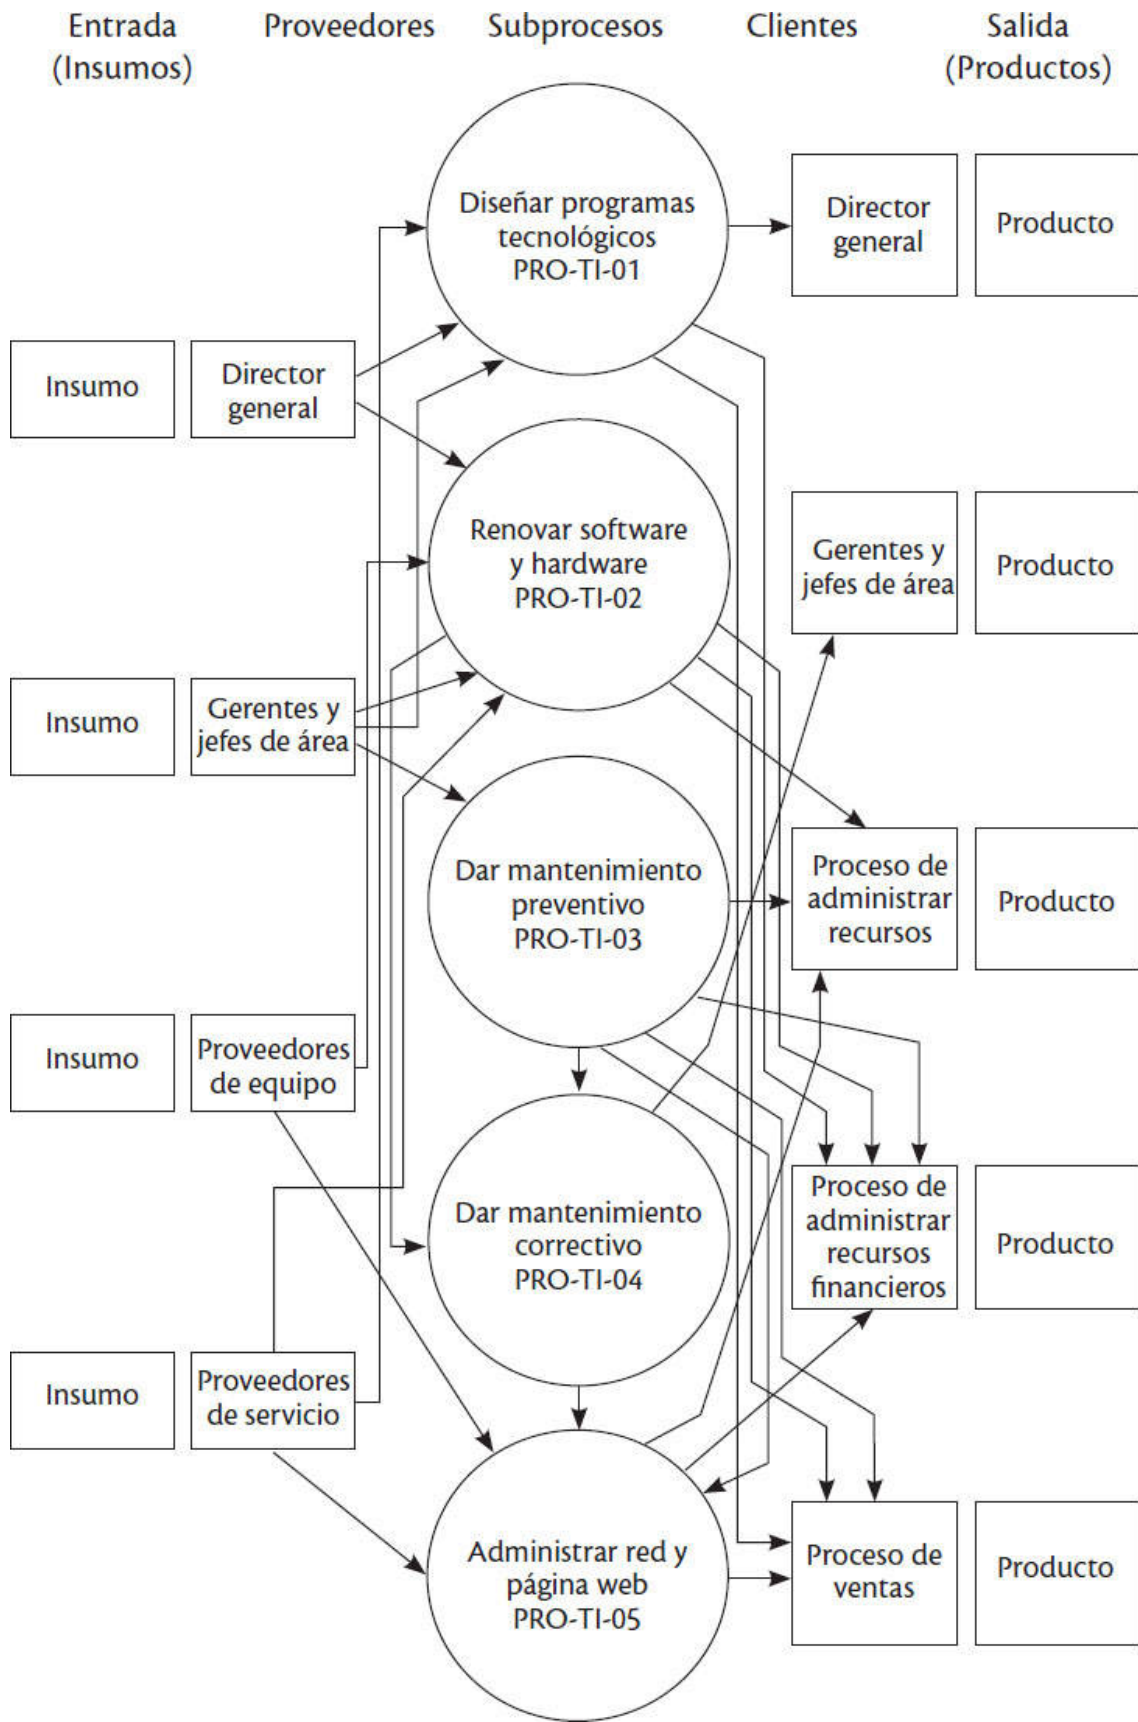 Entrada
(Insumos)
Proveedores
Subprocesos
Clientes
Salida
(Productos)
Diseñar programas
tecnológicos
PRO-TI-01
Director
general
Producto
Insumo
Director
general
Renovar software
y hardware
PRO-TI-02
Gerentes y
jefes de área
Producto
Insumo
Gerentes y
jefes de área
Dar mantenimiento
preventivo
PRO-TI-03
Proceso de
administrar
recursos
Producto
Insumo
Proveedores
de equipo
Dar mantenimiento
correctivo
PRO-TI-04
Proceso de
administrar
recursos
financieros
Producto
Insumo
Proveedores
de servicio
Administrar red y
página web
PRO-TI-05
Proceso de
ventas
Producto